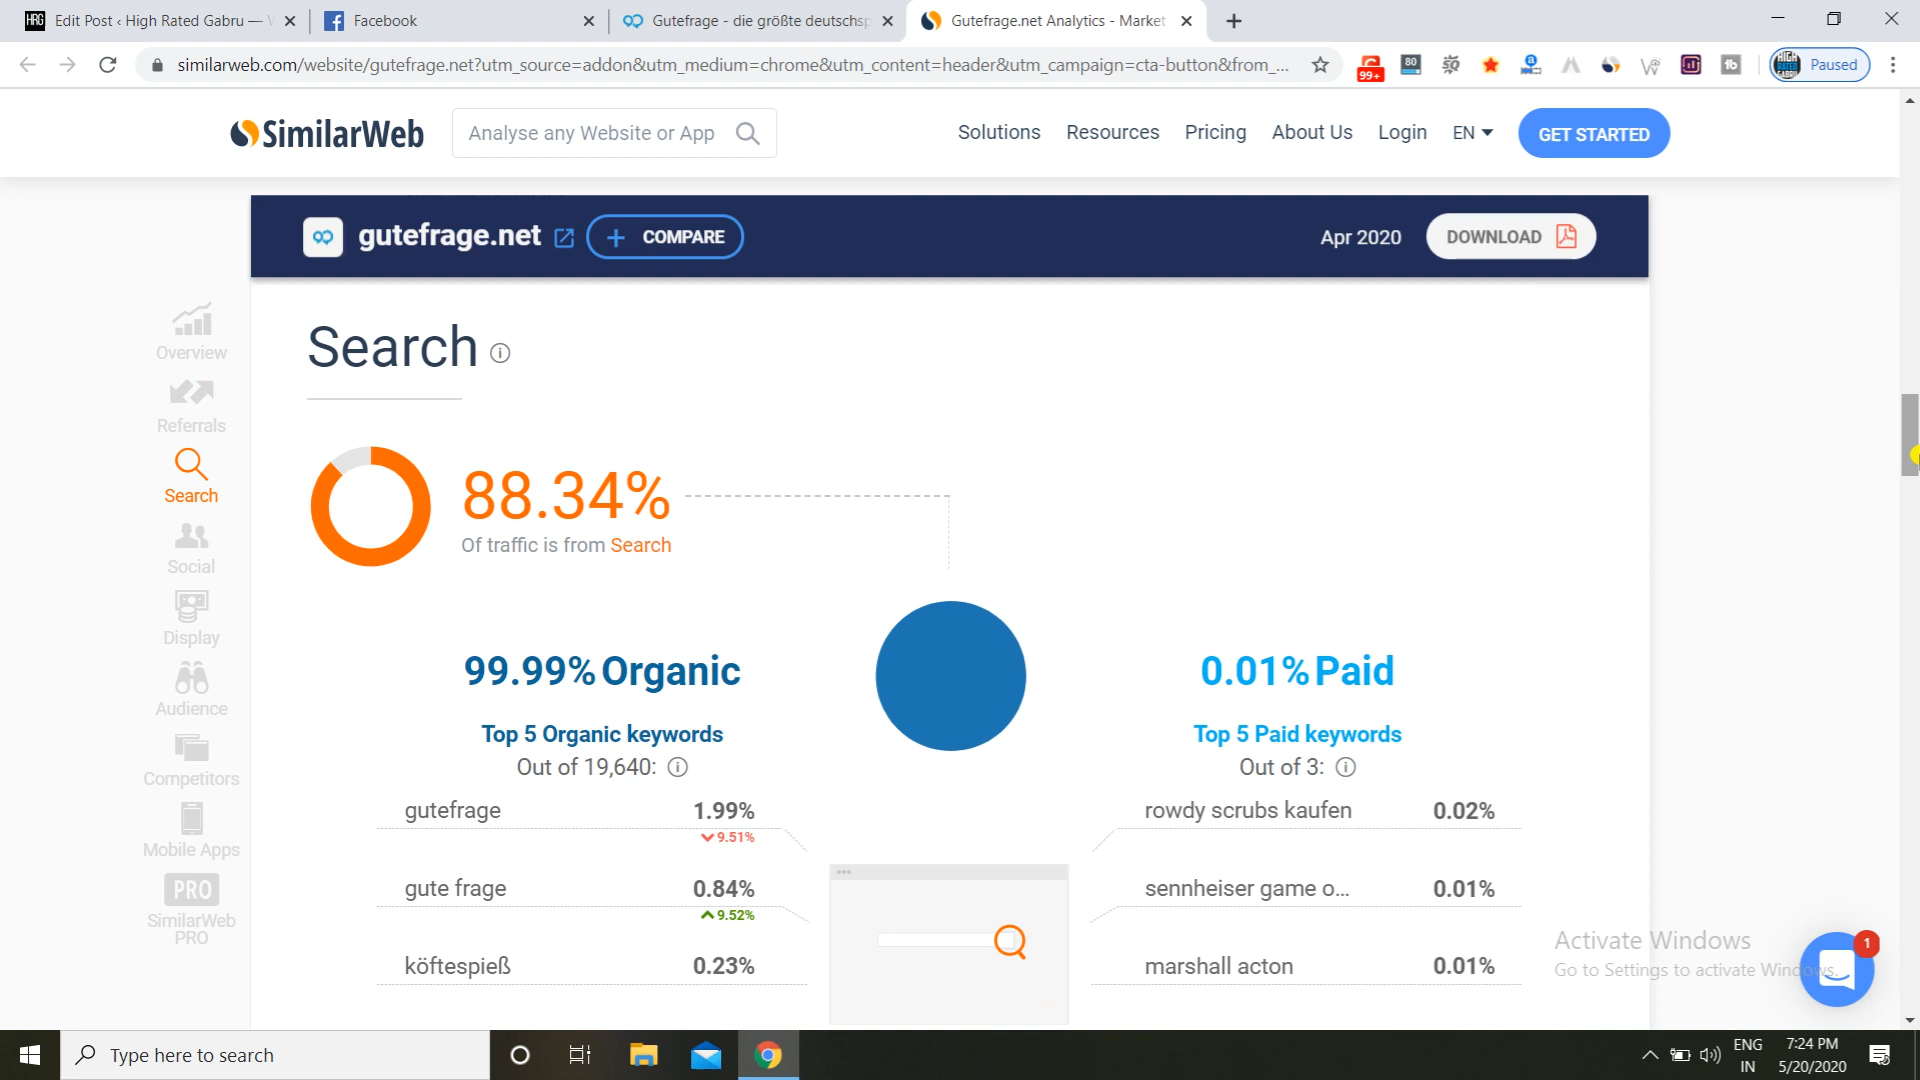 HRG Edit Post ‹ High Rated Gabru — Facebook Gutefrage - die größte deutschsp Gutefrage.net Analytics - Market
similarweb.com/website/gutefrage.net?utm_source=addon&utm_medium=chrome&utm_content=header&utm_campaign=cta-button&from_... 99+ 80 Paused
SimilarWeb Analyse any Website or App Solutions Resources Pricing About Us Login EN GET STARTED
gutefrage.net + COMPARE Apr 2020 DOWNLOAD
Search
Overview
Referrals
Search
Social
Display
Audience
Competitors
Mobile Apps
PRO
SimilarWeb
PRO
88.34%
Of traffic is from Search
99.99% Organic
Top 5 Organic keywords
Out of 19,640:
gutefrage 1.99%
9.51%
gute frage 0.84%
9.52%
köftespieß 0.23%
0.01% Paid
Top 5 Paid keywords
Out of 3:
rowdy scrubs kaufen 0.02%
sennheiser game o... 0.01%
marshall acton 0.01%
Activate Windows
Go to Settings to activate Windows.
1
Type here to search
ENG
IN
7:24 PM
5/20/2020